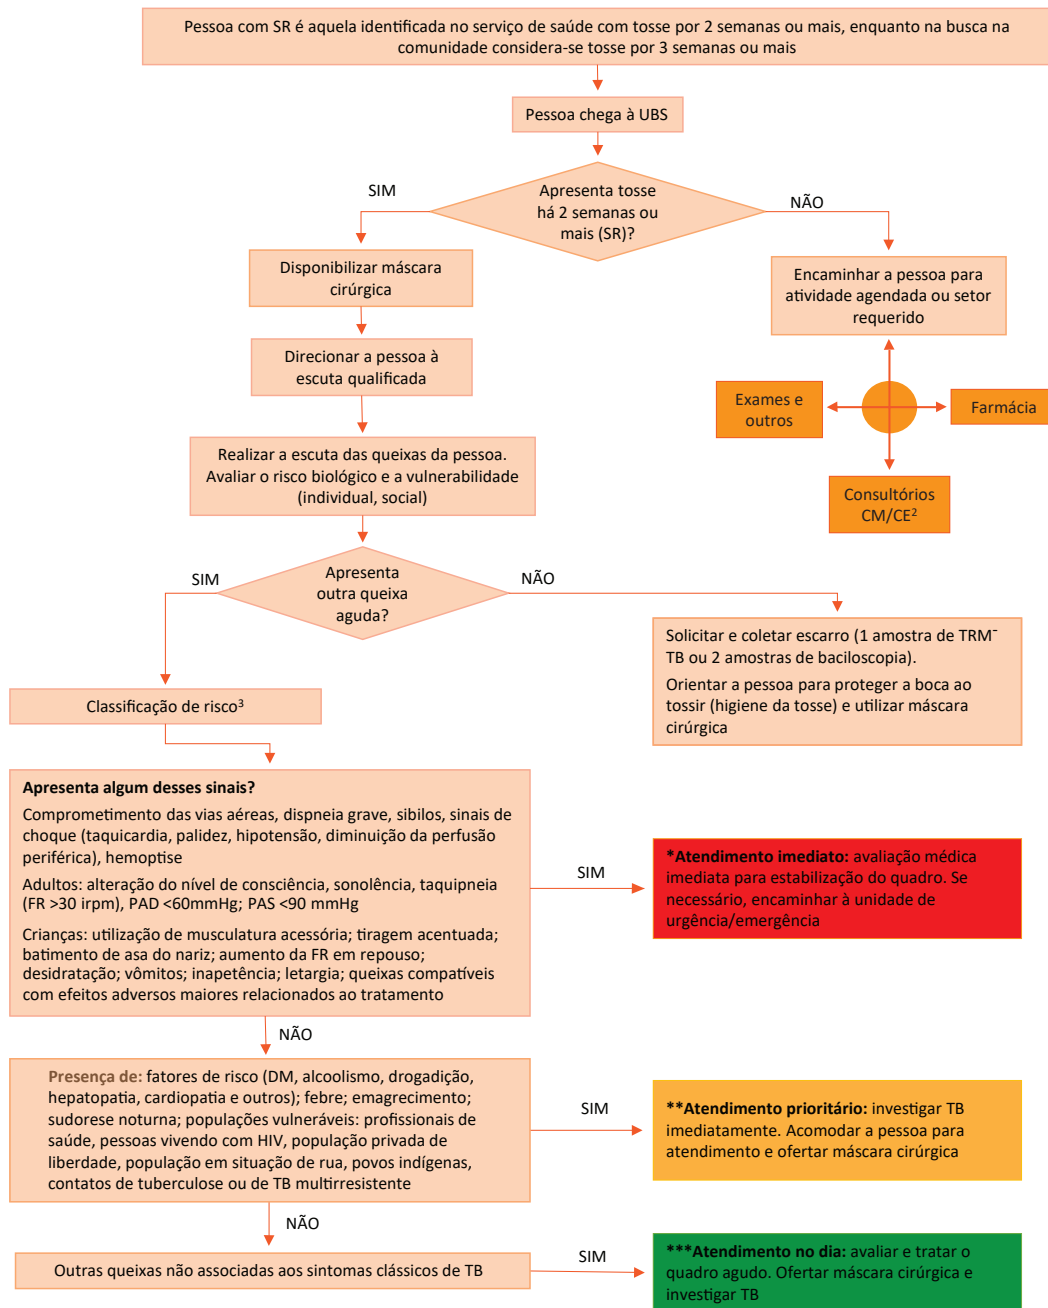 Pessoa com SR é aquela identificada no serviço de saúde com tosse por 2 semanas ou mais, enquanto na busca na
comunidade considera-se tosse por 3 semanas ou mais
Pessoa chega à UBS
SIM
Apresenta tosse
há 2 semanas ou
mais (SR)?
NÃO
Disponibilizar máscara
cirúrgica
Encaminhar a pessoa para
atividade agendada ou setor
requerido
Direcionar a pessoa à
escuta qualificada
Exames e
outros
Farmácia
Consultórios
CM/CE²
Realizar a escuta das queixas da pessoa.
Avaliar o risco biológico e a vulnerabilidade
(individual, social)
SIM
Apresenta
outra queixa
aguda?
NÃO
Solicitar e coletar escarro (1 amostra de TRM-
TB ou 2 amostras de baciloscopia).
Orientar a pessoa para proteger a boca ao
tossir (higiene da tosse) e utilizar máscara
cirúrgica
Classificação de risco³
Apresenta algum desses sinais?
Comprometimento das vias aéreas, dispneia grave, sibilos, sinais de
choque (taquicardia, palidez, hipotensão, diminuição da perfusão
periférica), hemoptise
Adultos: alteração do nível de consciência, sonolência, taquipneia
(FR >30 irpm), PAD <60mmHg; PAS <90 mmHg
Crianças: utilização de musculatura acessória; tiragem acentuada;
batimento de asa do nariz; aumento da FR em repouso;
desidratação; vômitos; inapetência; letargia; queixas compatíveis
com efeitos adversos maiores relacionados ao tratamento
SIM
*Atendimento imediato: avaliação médica
imediata para estabilização do quadro. Se
necessário, encaminhar à unidade de
urgência/emergência
NÃO
Presença de: fatores de risco (DM, alcoolismo, drogadição,
hepatopatia, cardiopatia e outros); febre; emagrecimento;
sudorese noturna; populações vulneráveis: profissionais de
saúde, pessoas vivendo com HIV, população privada de
liberdade, população em situação de rua, povos indígenas,
contatos de tuberculose ou de TB multirresistente
SIM
**Atendimento prioritário: investigar TB
imediatamente. Acomodar a pessoa para
atendimento e ofertar máscara cirúrgica
NÃO
Outras queixas não associadas aos sintomas clássicos de TB
SIM
***Atendimento no dia: avaliar e tratar o
quadro agudo. Ofertar máscara cirúrgica e
investigar TB